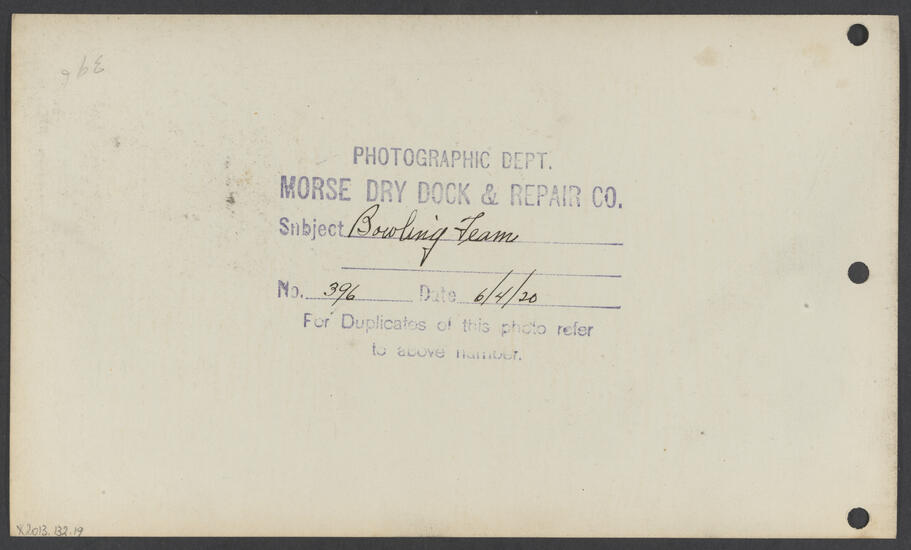 396
PHOTOGRAPHIC DEPT.
MORSE DRY DOCK & REPAIR CO.
Subject Bowling Team
No. 396 Date 6/4/20
For Duplicates of this photo refer
to above number.
X2013.132.19